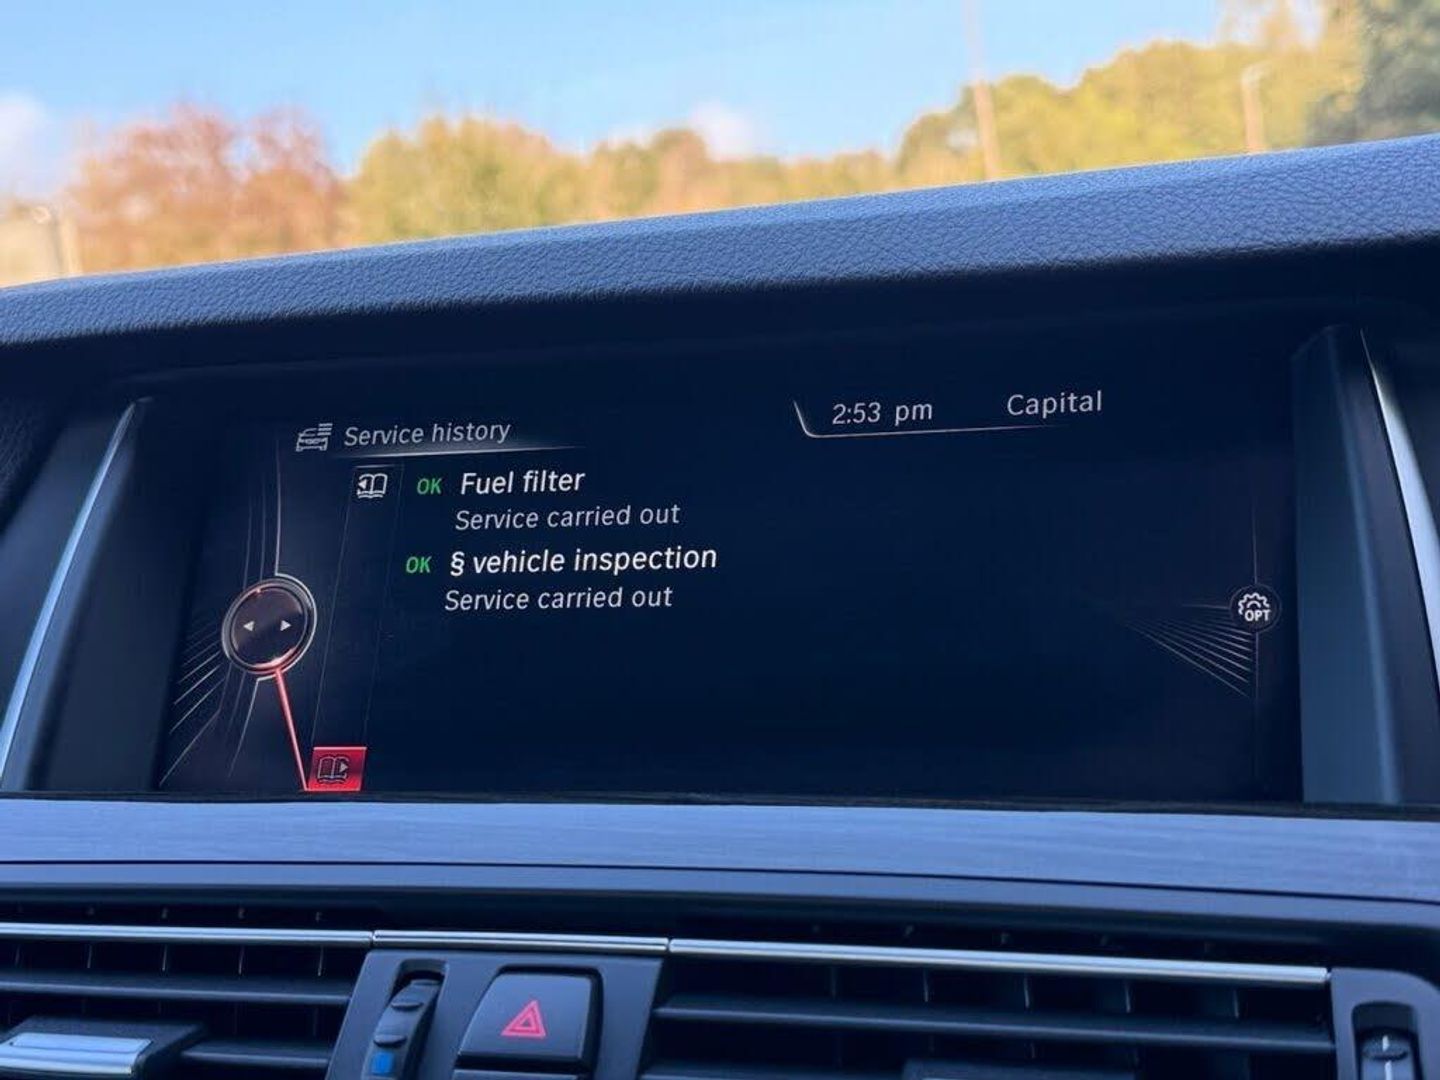 2:53 pm Capital
Service history
OK Fuel filter
Service carried out
OK § vehicle inspection
Service carried out
OPT